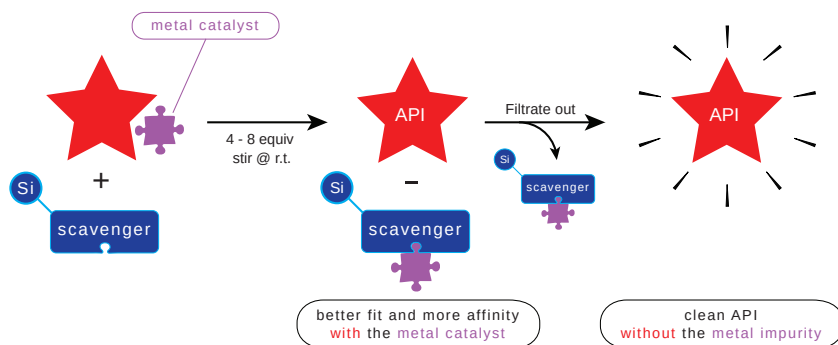 metal catalyst
API
API
4 - 8 equiv
stir @ r.t.
Filtrate out
+
−
Si
scavenger
Si
scavenger
Si
scavenger
better fit and more affinity
with the metal catalyst
clean API
without the metal impurity